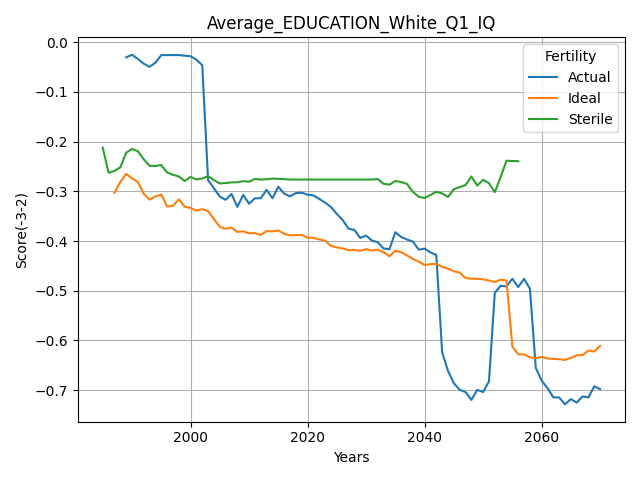 Average_EDUCATION_White_Q1_IQ
Fertility
Actual
Ideal
Sterile
Score(-3-2)
0.0
−0.1
−0.2
−0.3
−0.4
−0.5
−0.6
−0.7
2000
2020
2040
2060
Years